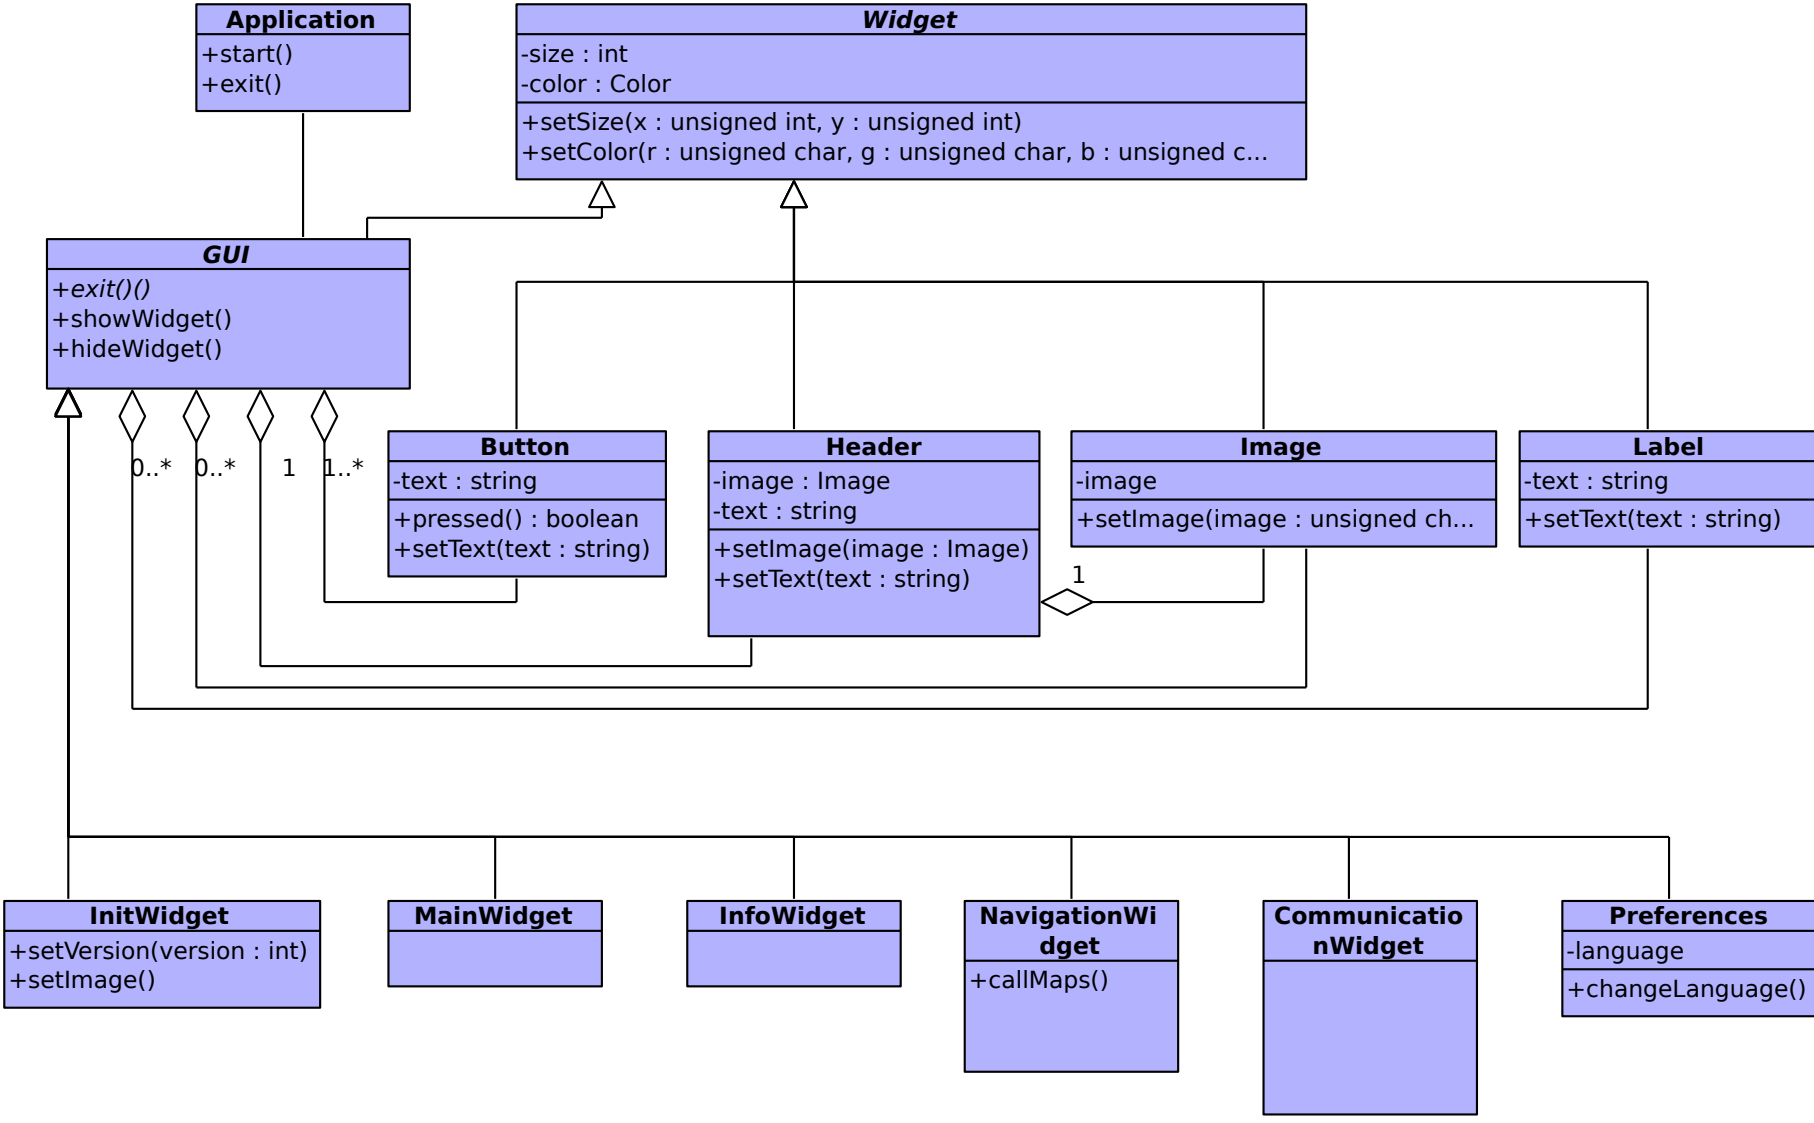 Application
+start()
+exit()
Widget
-size : int
-color : Color
+setSize(x : unsigned int, y : unsigned int)
+setColor(r : unsigned char, g : unsigned char, b : unsigned c...
GUI
+exit()()
+showWidget()
+hideWidget()
0..*
0..*
1
1..*
Button
-text : string
+pressed() : boolean
+setText(text : string)
Header
-image : Image
-text : string
+setImage(image : Image)
+setText(text : string)
Image
-image
+setImage(image : unsigned ch...
1
Label
-text : string
+setText(text : string)
InitWidget
+setVersion(version : int)
+setImage()
MainWidget
InfoWidget
NavigationWi
dget
+callMaps()
Communicatio
nWidget
Preferences
-language
+changeLanguage()